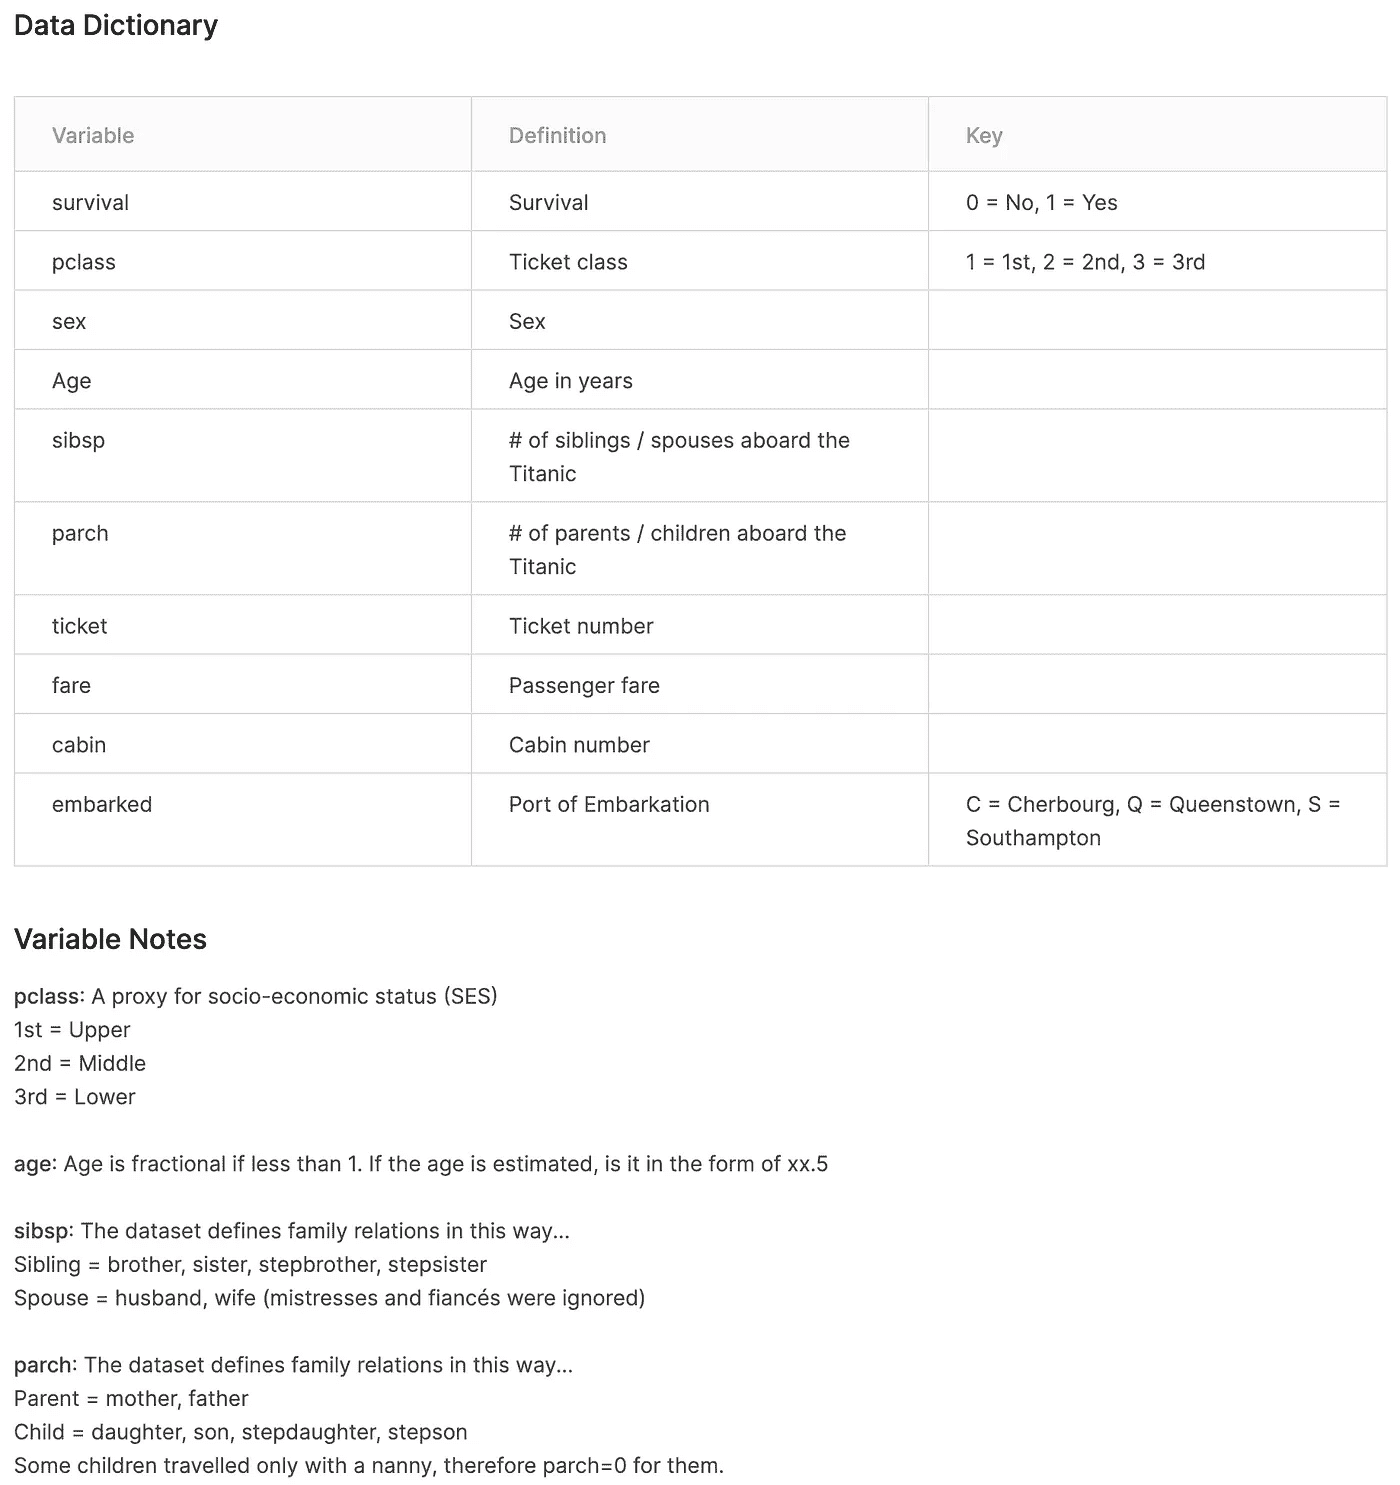 Data Dictionary
Variable Definition Key
survival Survival 0 = No, 1 = Yes
pclass Ticket class 1 = 1st, 2 = 2nd, 3 = 3rd
sex Sex
Age Age in years
sibsp # of siblings / spouses aboard the
Titanic
parch # of parents / children aboard the
Titanic
ticket Ticket number
fare Passenger fare
cabin Cabin number
embarked Port of Embarkation C = Cherbourg, Q = Queenstown, S =
Southampton
Variable Notes
pclass: A proxy for socio-economic status (SES)
1st = Upper
2nd = Middle
3rd = Lower
age: Age is fractional if less than 1. If the age is estimated, is it in the form of xx.5
sibsp: The dataset defines family relations in this way...
Sibling = brother, sister, stepbrother, stepsister
Spouse = husband, wife (mistresses and fiancés were ignored)
parch: The dataset defines family relations in this way...
Parent = mother, father
Child = daughter, son, stepdaughter, stepson
Some children travelled only with a nanny, therefore parch=0 for them.